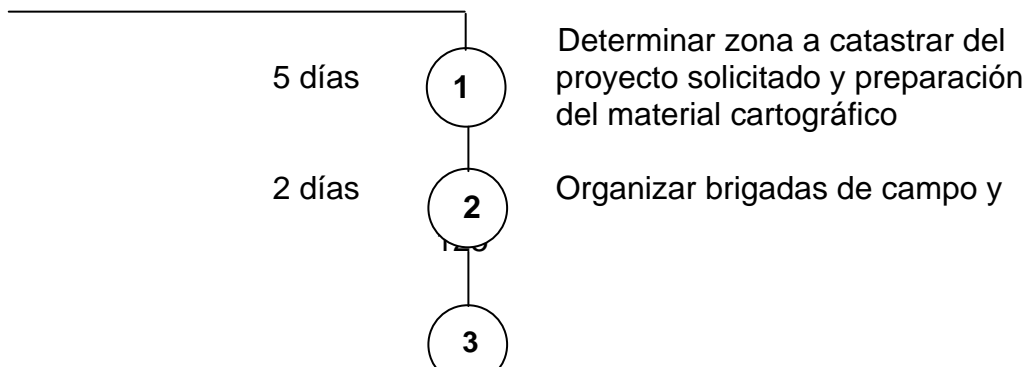 Determinar zona a catastrar del
5 días 1 proyecto solicitado y preparación
del material cartográfico
2 días 2 Organizar brigadas de campo y
3